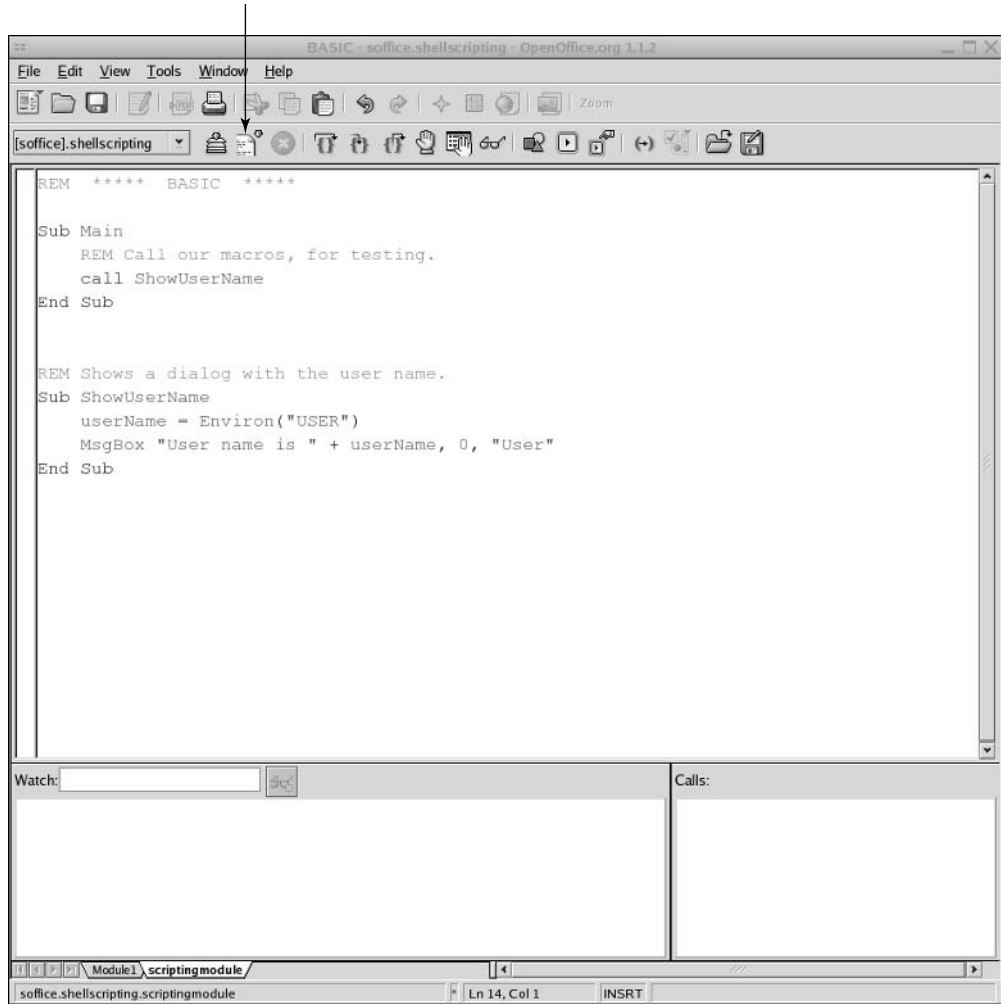 BASIC - soffice.shellscripting - OpenOffice.org 1.1.2
File Edit View Tools Window Help
Zoom
[soffice].shellscripting
REM ***** BASIC *****
Sub Main
REM Call our macros, for testing.
call ShowUserName
End Sub
REM Shows a dialog with the user name.
Sub ShowUserName
userName = Environ("USER")
MsgBox "User name is " + userName, 0, "User"
End Sub
Watch:
Calls:
Module1 scriptingmodule
soffice.shellscripting.scriptingmodule * Ln 14, Col 1 INSRT